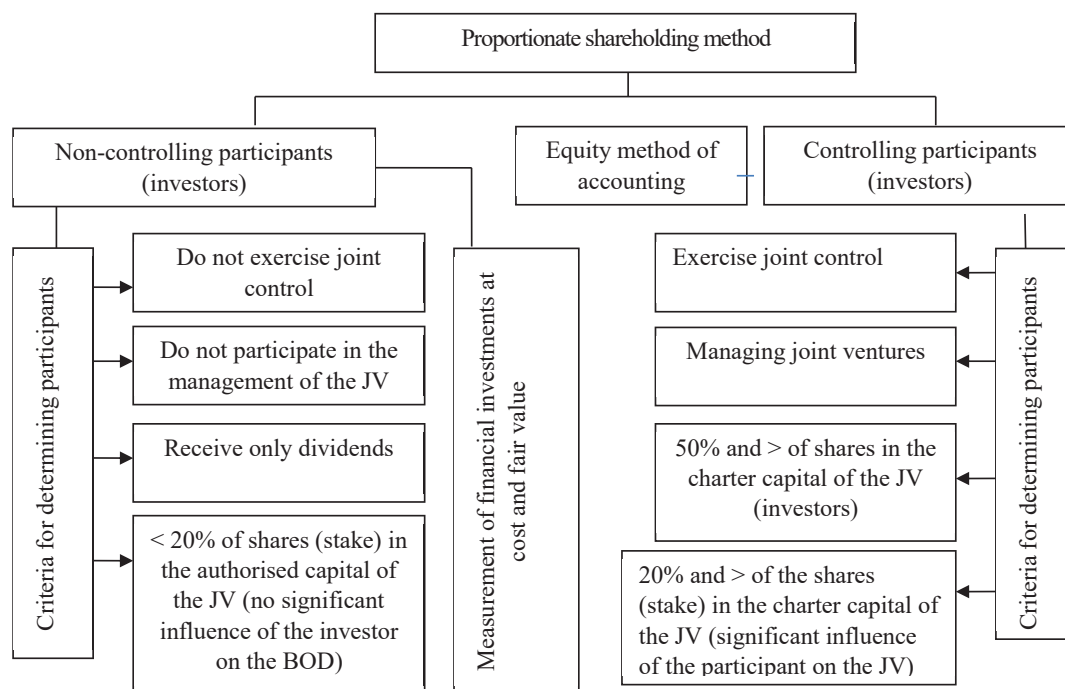 Proportionate shareholding method
Non-controlling participants
(investors)
Equity method of
accounting
Controlling participants
(investors)
Criteria for determining participants
Do not exercise joint
control
Do not participate in the
management of the JV
Receive only dividends
< 20% of shares (stake) in
the authorised capital of
the JV (no significant
influence of the investor
on the BOD)
Measurement of financial investments at
cost and fair value
Exercise joint control
Managing joint ventures
50% and > of shares in the
charter capital of the JV
(investors)
20% and > of the shares
(stake) in the charter capital of
the JV (significant influence
of the participant on the JV)
Criteria for determining participants